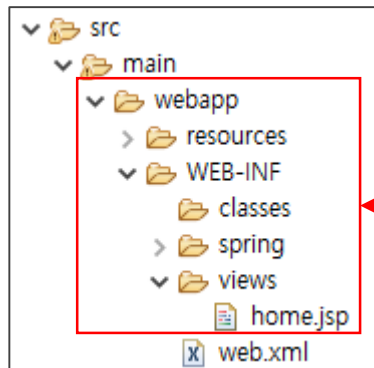 src
main
webapp
resources
WEB-INF
classes
spring
views
home.jsp
web.xml